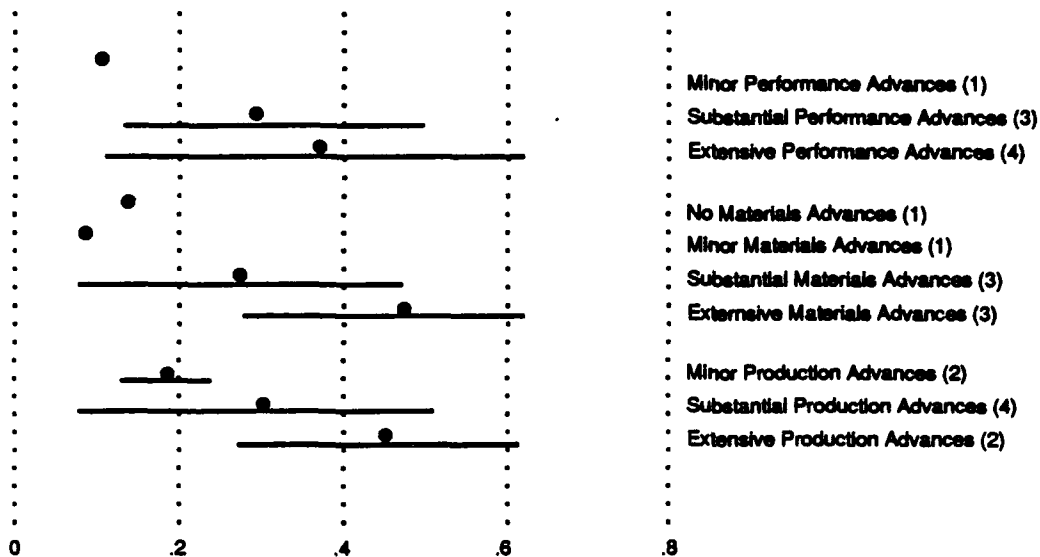 Minor Performance Advances (1)
Substantial Performance Advances (3)
Extensive Performance Advances (4)
No Materials Advances (1)
Minor Materials Advances (1)
Substantial Materials Advances (3)
Externsive Materials Advances (3)
Minor Production Advances (2)
Substantial Production Advances (4)
Extensive Production Advances (2)
0 .2 .4 .6 .8